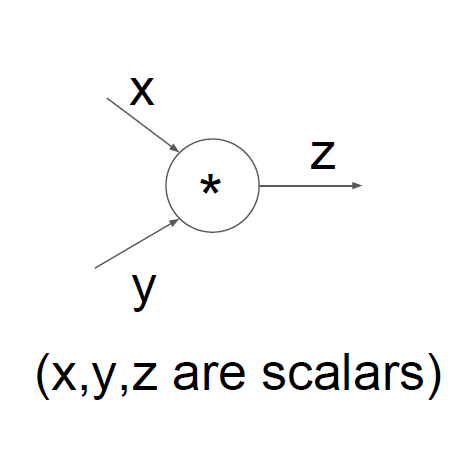 x
z
*
y
(x,y,z are scalars)